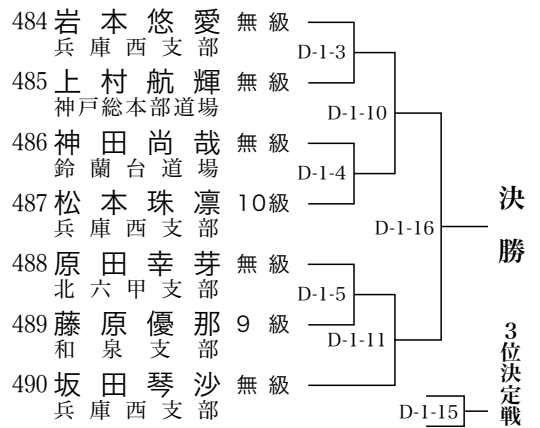 484 岩本悠愛 無級
兵庫西支部
D-1-3
485 上村航輝 無級
神戸総本部道場
D-1-10
486 神田尚哉 無級
鈴蘭台道場
D-1-4
487 松本珠凛 10級
兵庫西支部
D-1-16
決勝
488 原田幸芽 無級
北六甲支部
D-1-5
489 藤原優那 9級
和泉支部
D-1-11
490 坂田琴沙 無級
兵庫西支部
D-1-15
3位決定戦